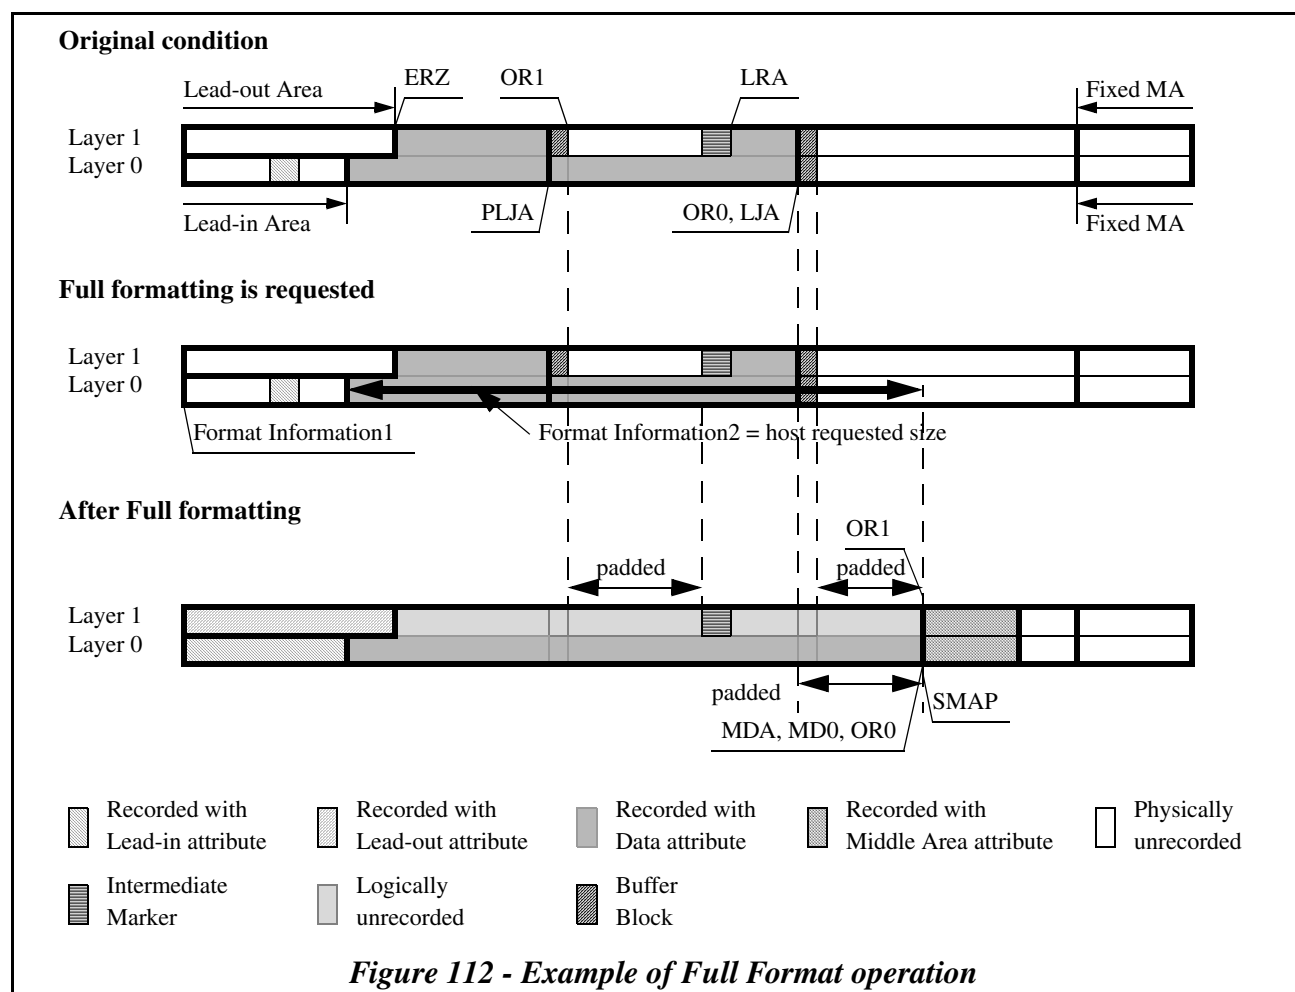 Original condition
ERZ
OR1
LRA
Lead-out Area
Fixed MA
Layer 1
Layer 0
PLJA
OR0, LJA
Lead-in Area
Fixed MA
Full formatting is requested
Layer 1
Layer 0
Format Information1
Format Information2 = host requested size
After Full formatting
OR1
padded
padded
Layer 1
Layer 0
padded
SMAP
MDA, MD0, OR0
Recorded with
Lead-in attribute
Recorded with
Lead-out attribute
Recorded with
Data attribute
Recorded with
Middle Area attribute
Physically
unrecorded
Intermediate
Marker
Logically
unrecorded
Buffer
Block
Figure 112 - Example of Full Format operation